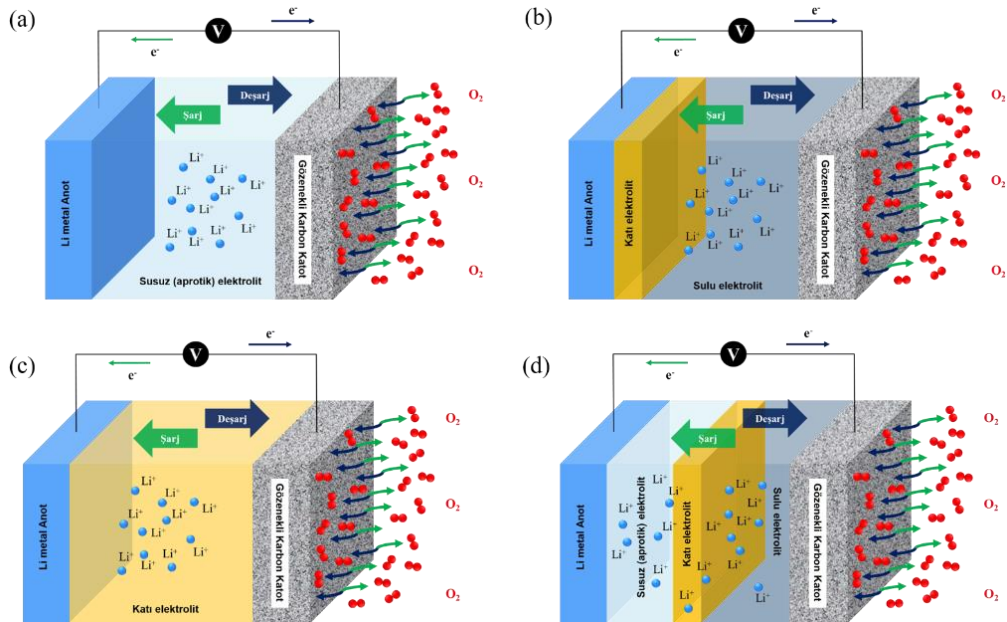 (a)
e-
V
e-
Deşarj
Şarj
O2
Li metal Anot
Li+
Li+
Li+
Li+
Li+
Li+
Li+
Li+
Li+
Gözenekli Karbon Katot
O2
O2
Susuz (aprotik) elektrolit
(b)
e-
V
e-
Deşarj
Şarj
O2
Li metal Anot
Katı elektrolit
Li+
Li+
Li+
Li+
Li+
Li+
Li+
Li+
Li+
Gözenekli Karbon Katot
O2
O2
Sulu elektrolit
(c)
e-
V
e-
Deşarj
Şarj
O2
Li metal Anot
Li+
Li+
Li+
Li+
Li+
Li+
Li+
Li+
Li+
Gözenekli Karbon Katot
O2
O2
Katı elektrolit
(d)
e-
V
e-
Deşarj
Şarj
O2
Li metal Anot
Susuz (aprotik) elektrolit
Katı elektrolit
Sulu elektrolit
Li+
Li+
Li+
Li+
Li+
Li+
Li+
Li+
Li+
Li+
Li+
Li+
Gözenekli Karbon Katot
O2
O2